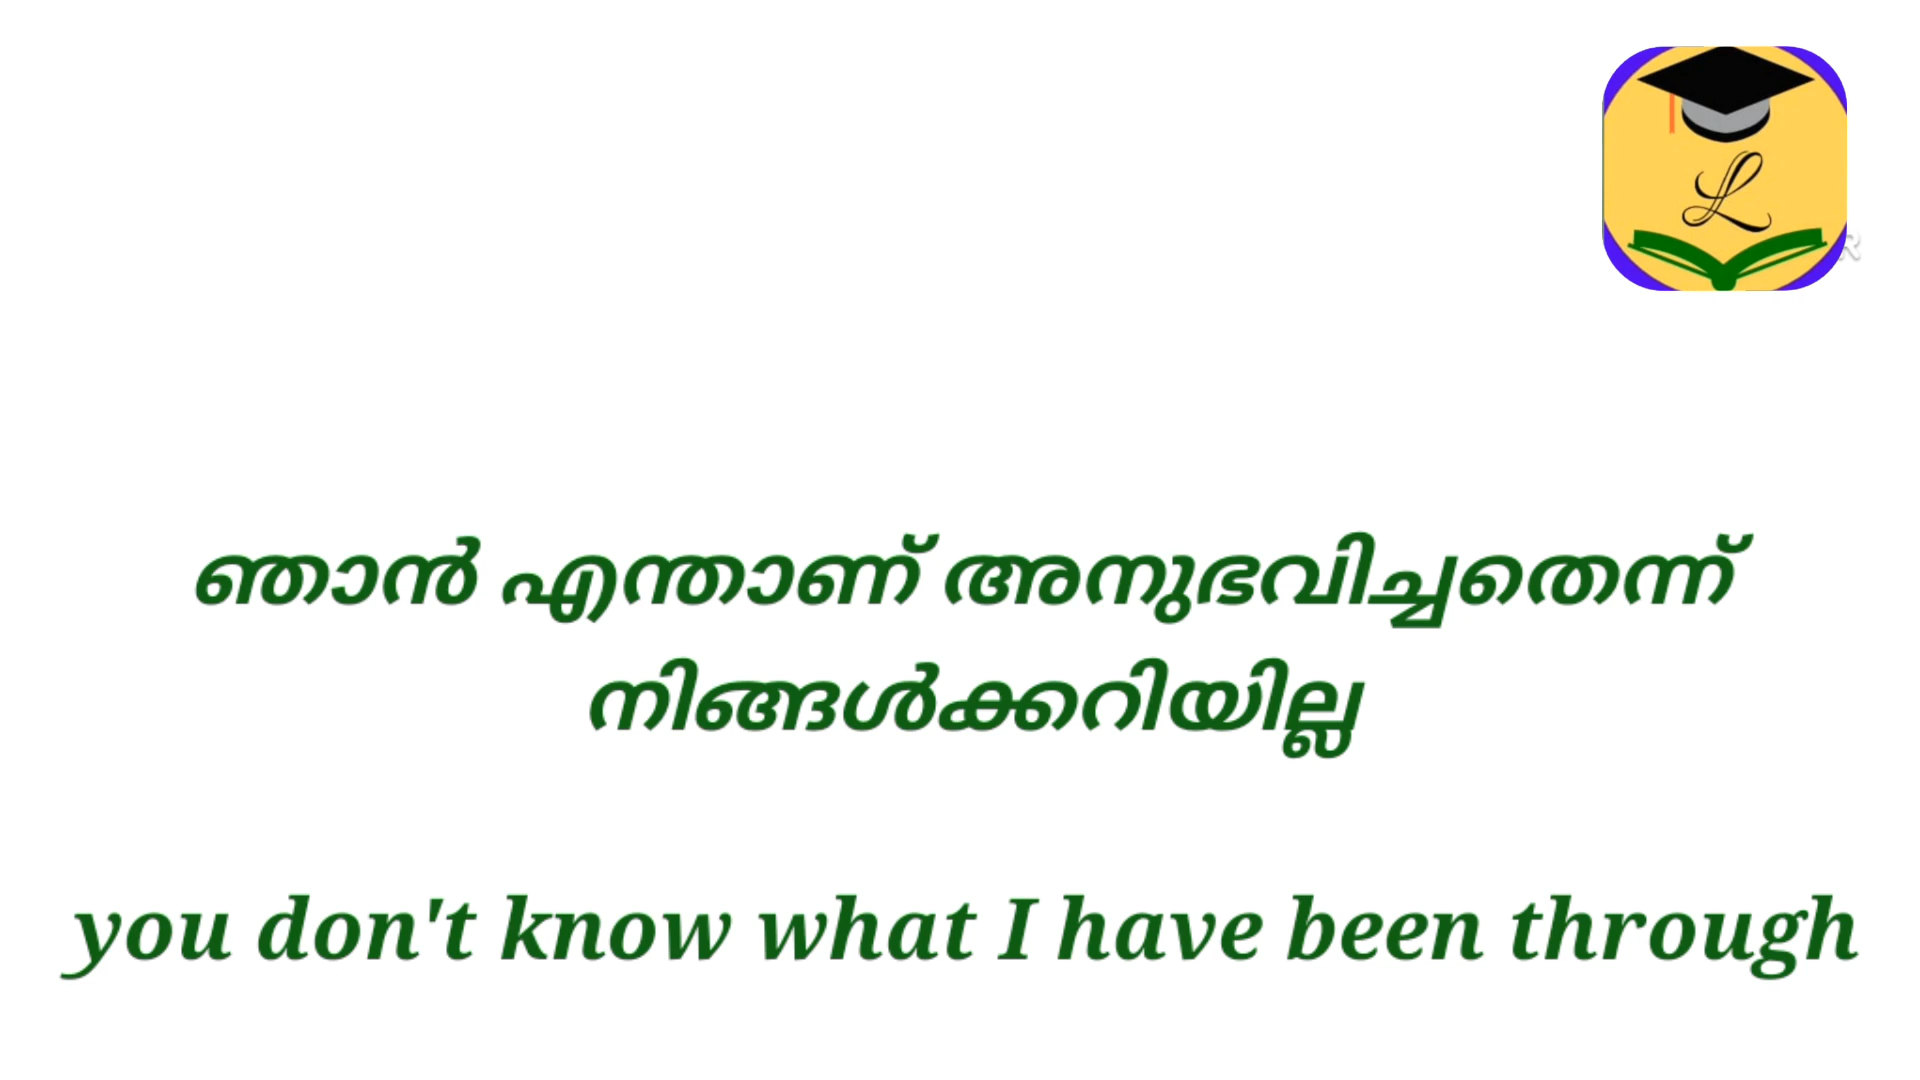 L
ഞാൻ എന്താണ് അനുഭവിച്ചതെന്ന്
നിങ്ങൾക്കറിയില്ല
you don't know what I have been through